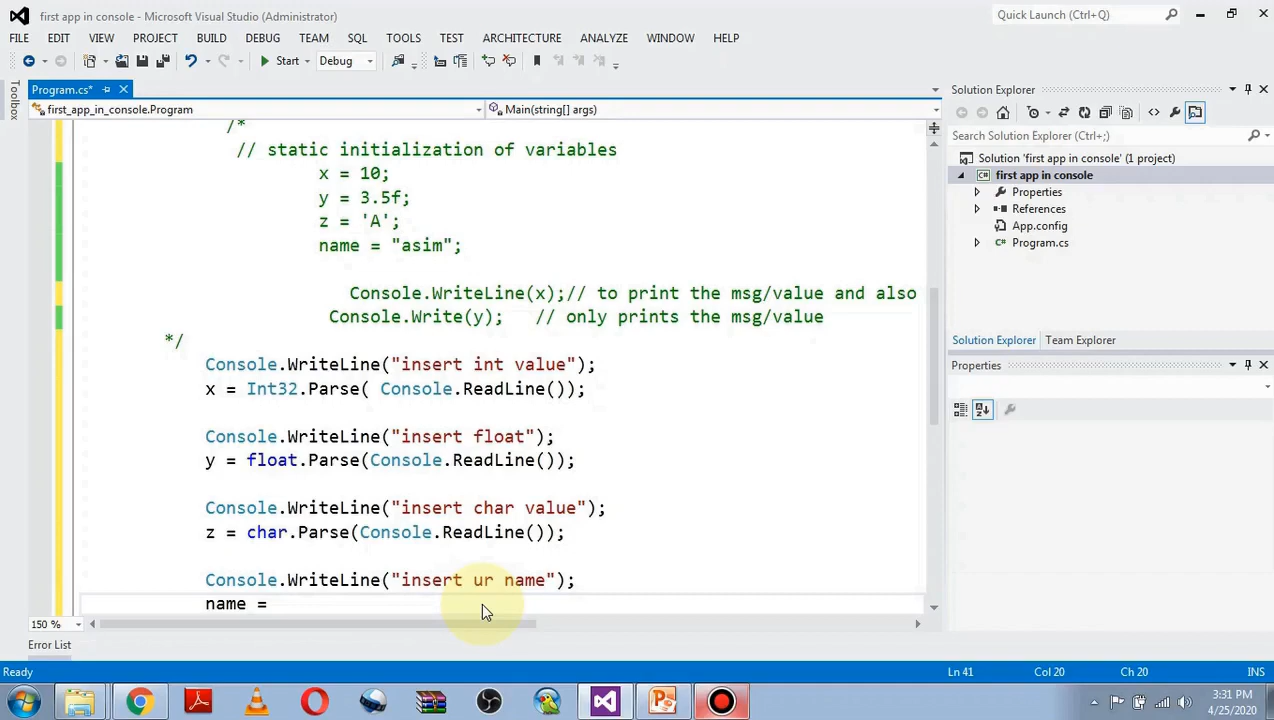 first app in console - Microsoft Visual Studio (Administrator)
Quick Launch (Ctrl+Q)
FILE EDIT VIEW PROJECT BUILD DEBUG TEAM SQL TOOLS TEST ARCHITECTURE ANALYZE WINDOW HELP
Start Debug
Toolbox
Program.cs*
first_app_in_console.Program
Main(string[] args)
/*
// static initialization of variables
x = 10;
y = 3.5f;
z = 'A';
name = "asim";
Console.WriteLine(x);// to print the msg/value and also
Console.Write(y); // only prints the msg/value
*/
Console.WriteLine("insert int value");
x = Int32.Parse( Console.ReadLine());
Console.WriteLine("insert float");
y = float.Parse(Console.ReadLine());
Console.WriteLine("insert char value");
z = char.Parse(Console.ReadLine());
Console.WriteLine("insert ur name");
name =
150 %
Error List
Solution Explorer
Search Solution Explorer (Ctrl+;)
Solution 'first app in console' (1 project)
C# first app in console
Properties
References
App.config
C# Program.cs
Solution Explorer Team Explorer
Properties
Ready
Ln 41 Col 20 Ch 20 INS
3:31 PM
4/25/2020